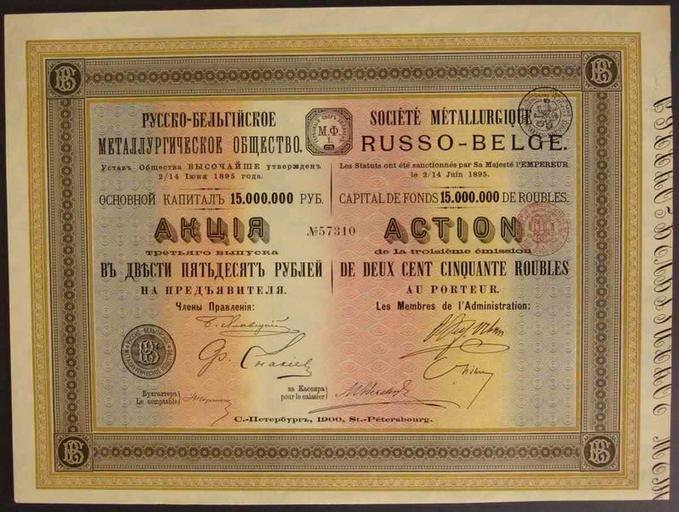 РУССКО-БЕЛЬГІЙСКОЕ
МЕТАЛЛУРГИЧЕСКОЕ ОБЩЕСТВО.
Уставъ Общества ВЫСОЧАЙШЕ утвержденъ
2/14 Іюня 1895 года.
ОСНОВНОЙ КАПИТАЛЪ 15.000.000 РУБ.
АКЦІЯ
третьяго выпуска
ВЪ ДВѢСТИ ПЯТЬДЕСЯТЪ РУБЛЕЙ
НА ПРЕДЪЯВИТЕЛЯ.
Члены Правленія:
Бухгалтеръ
Le comptable
за Кассира
pour le caissier
М.Ф.
№57310
SOCIÉTÉ MÉTALLURGIQUE
RUSSO-BELGE.
Les Statuts ont été sanctionnés par Sa Majesté l'EMPEREUR
le 2/14 Juin 1895.
CAPITAL DE FONDS 15.000.000 DE ROUBLES.
ACTION
de la troisième émission
DE DEUX CENT CINQUANTE ROUBLES
AU PORTEUR.
Les Membres de l'Administration:
С.-Петербургъ, 1900, St.-Pétersbourg.